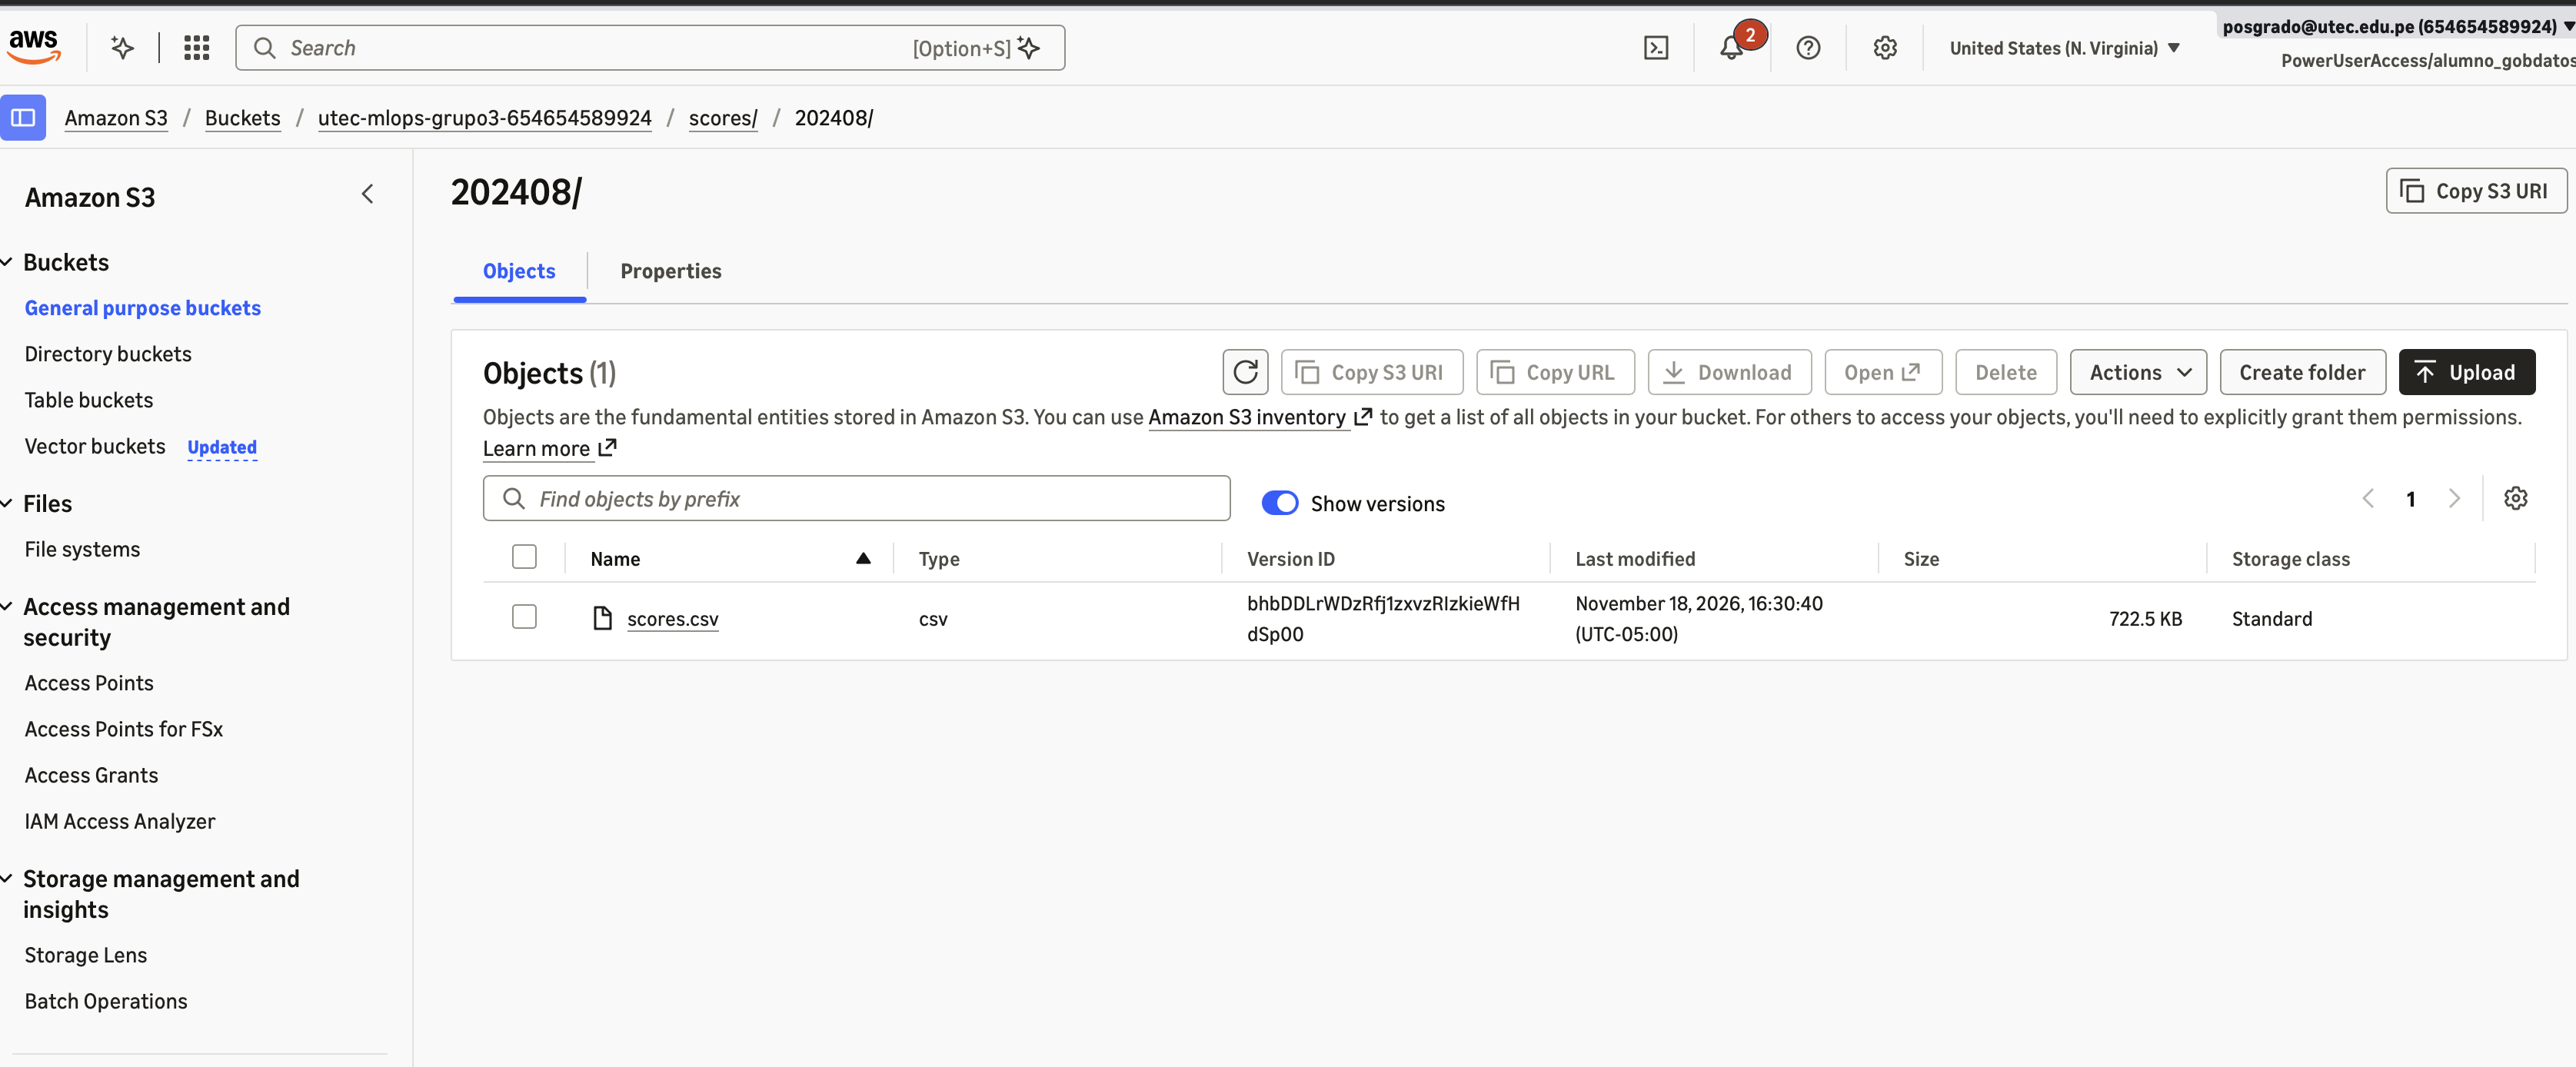 aws
Search [Option+S]
2
United States (N. Virginia)
posgrado@utec.edu.pe (654654589924)
PowerUserAccess/alumno_gobdatos
Amazon S3 / Buckets / utec-mlops-grupo3-654654589924 / scores/ / 202408/
Amazon S3
Buckets
General purpose buckets
Directory buckets
Table buckets
Vector buckets Updated
Files
File systems
Access management and
security
Access Points
Access Points for FSx
Access Grants
IAM Access Analyzer
Storage management and
insights
Storage Lens
Batch Operations
202408/
Copy S3 URI
Objects Properties
Objects (1)
Copy S3 URI Copy URL Download Open Delete Actions Create folder Upload
Objects are the fundamental entities stored in Amazon S3. You can use Amazon S3 inventory to get a list of all objects in your bucket. For others to access your objects, you'll need to explicitly grant them permissions.
Learn more
Find objects by prefix
Show versions
1
Name Type Version ID Last modified Size Storage class
scores.csv csv bhbDDLrWDzRfj1zxvzRIzkieWfH November 18, 2026, 16:30:40 722.5 KB Standard
dSp00 (UTC-05:00)